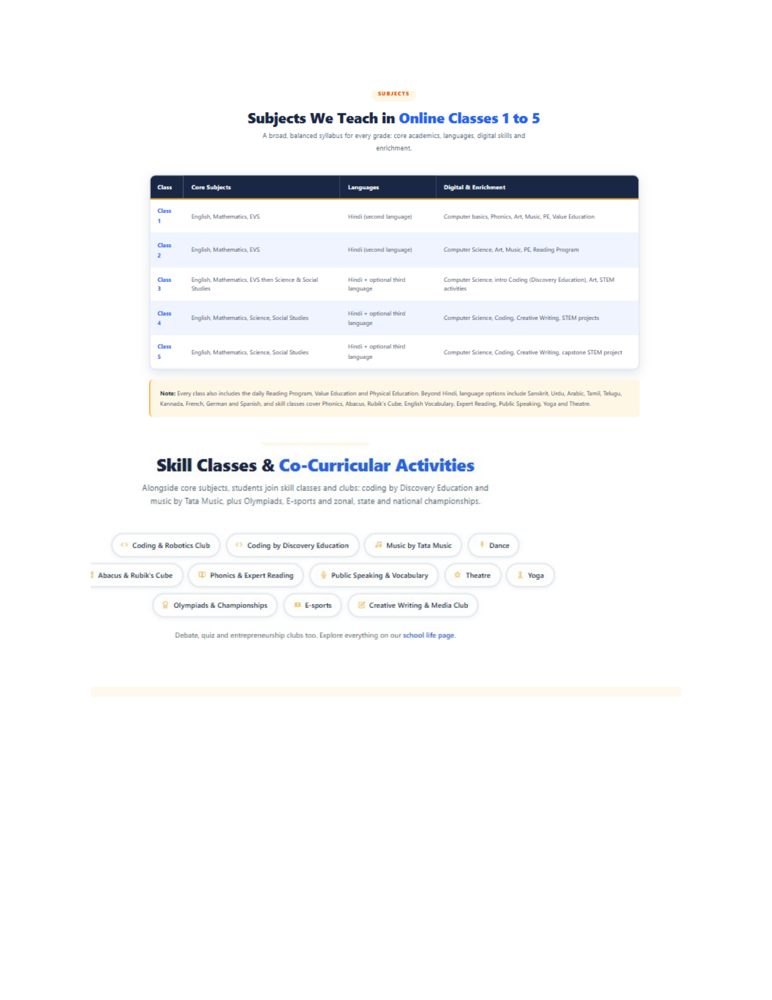 SUBJECTS
Subjects We Teach in Online Classes 1 to 5
A broad, balanced syllabus for every grade: core academics, languages, digital skills and
enrichment.
Class Core Subjects Languages Digital & Enrichment
Class
1
English, Mathematics, EVS
Hindi (second language)
Computer basics, Phonics, Art, Music, PE, Value Education
Class
2
English, Mathematics, EVS
Hindi (second language)
Computer Science, Art, Music, PE, Reading Program
Class
3
English, Mathematics, EVS then Science & Social
Studies
Hindi + optional third
language
Computer Science, intro Coding (Discovery Education), Art, STEM
activities
Class
4
English, Mathematics, Science, Social Studies
Hindi + optional third
language
Computer Science, Coding, Creative Writing, STEM projects
Class
5
English, Mathematics, Science, Social Studies
Hindi + optional third
language
Computer Science, Coding, Creative Writing, capstone STEM project
Note: Every class also includes the daily Reading Program, Value Education and Physical Education. Beyond Hindi, language options include Sanskrit, Urdu, Arabic, Tamil, Telugu,
Kannada, French, German and Spanish, and skill classes cover Phonics, Abacus, Rubik's Cube, English Vocabulary, Expert Reading, Public Speaking, Yoga and Theatre.
Skill Classes & Co-Curricular Activities
Alongside core subjects, students join skill classes and clubs: coding by Discovery Education and
music by Tata Music, plus Olympiads, E-sports and zonal, state and national championships.
Coding & Robotics Club Coding by Discovery Education Music by Tata Music Dance
Abacus & Rubik's Cube Phonics & Expert Reading Public Speaking & Vocabulary Theatre Yoga
Olympiads & Championships E-sports Creative Writing & Media Club
Debate, quiz and entrepreneurship clubs too. Explore everything on our school life page.